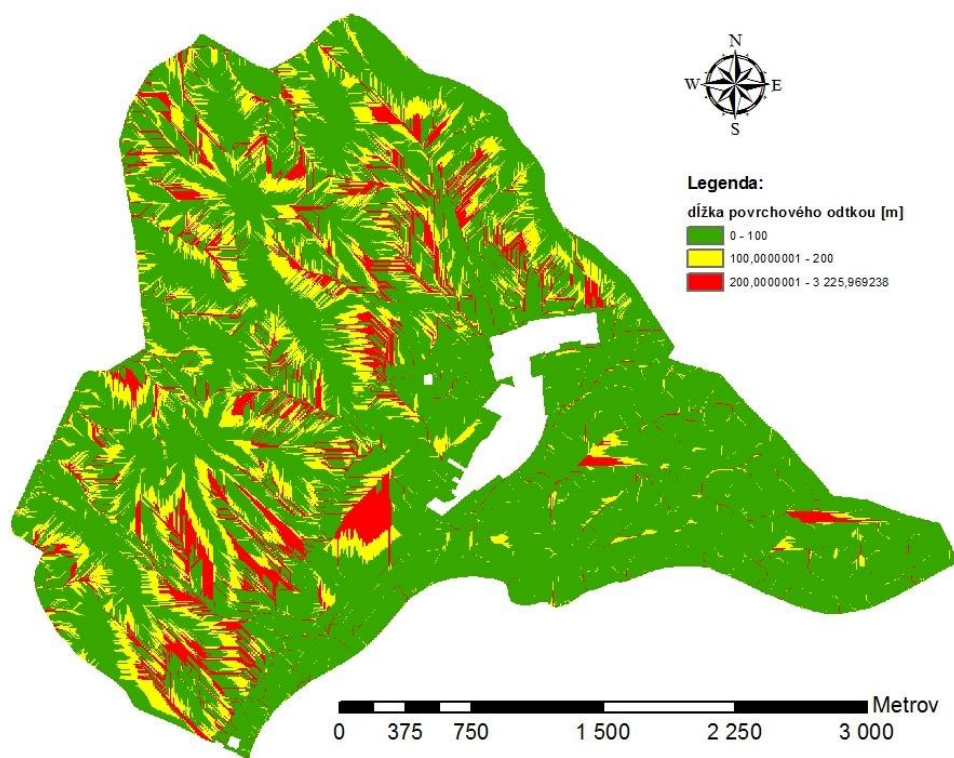 N
W E
S
Legenda:
dĺžka povrchového odtkou [m]
0 - 100
100,0000001 - 200
200,0000001 - 3 225,969238
Metrov
0 375 750 1 500 2 250 3 000